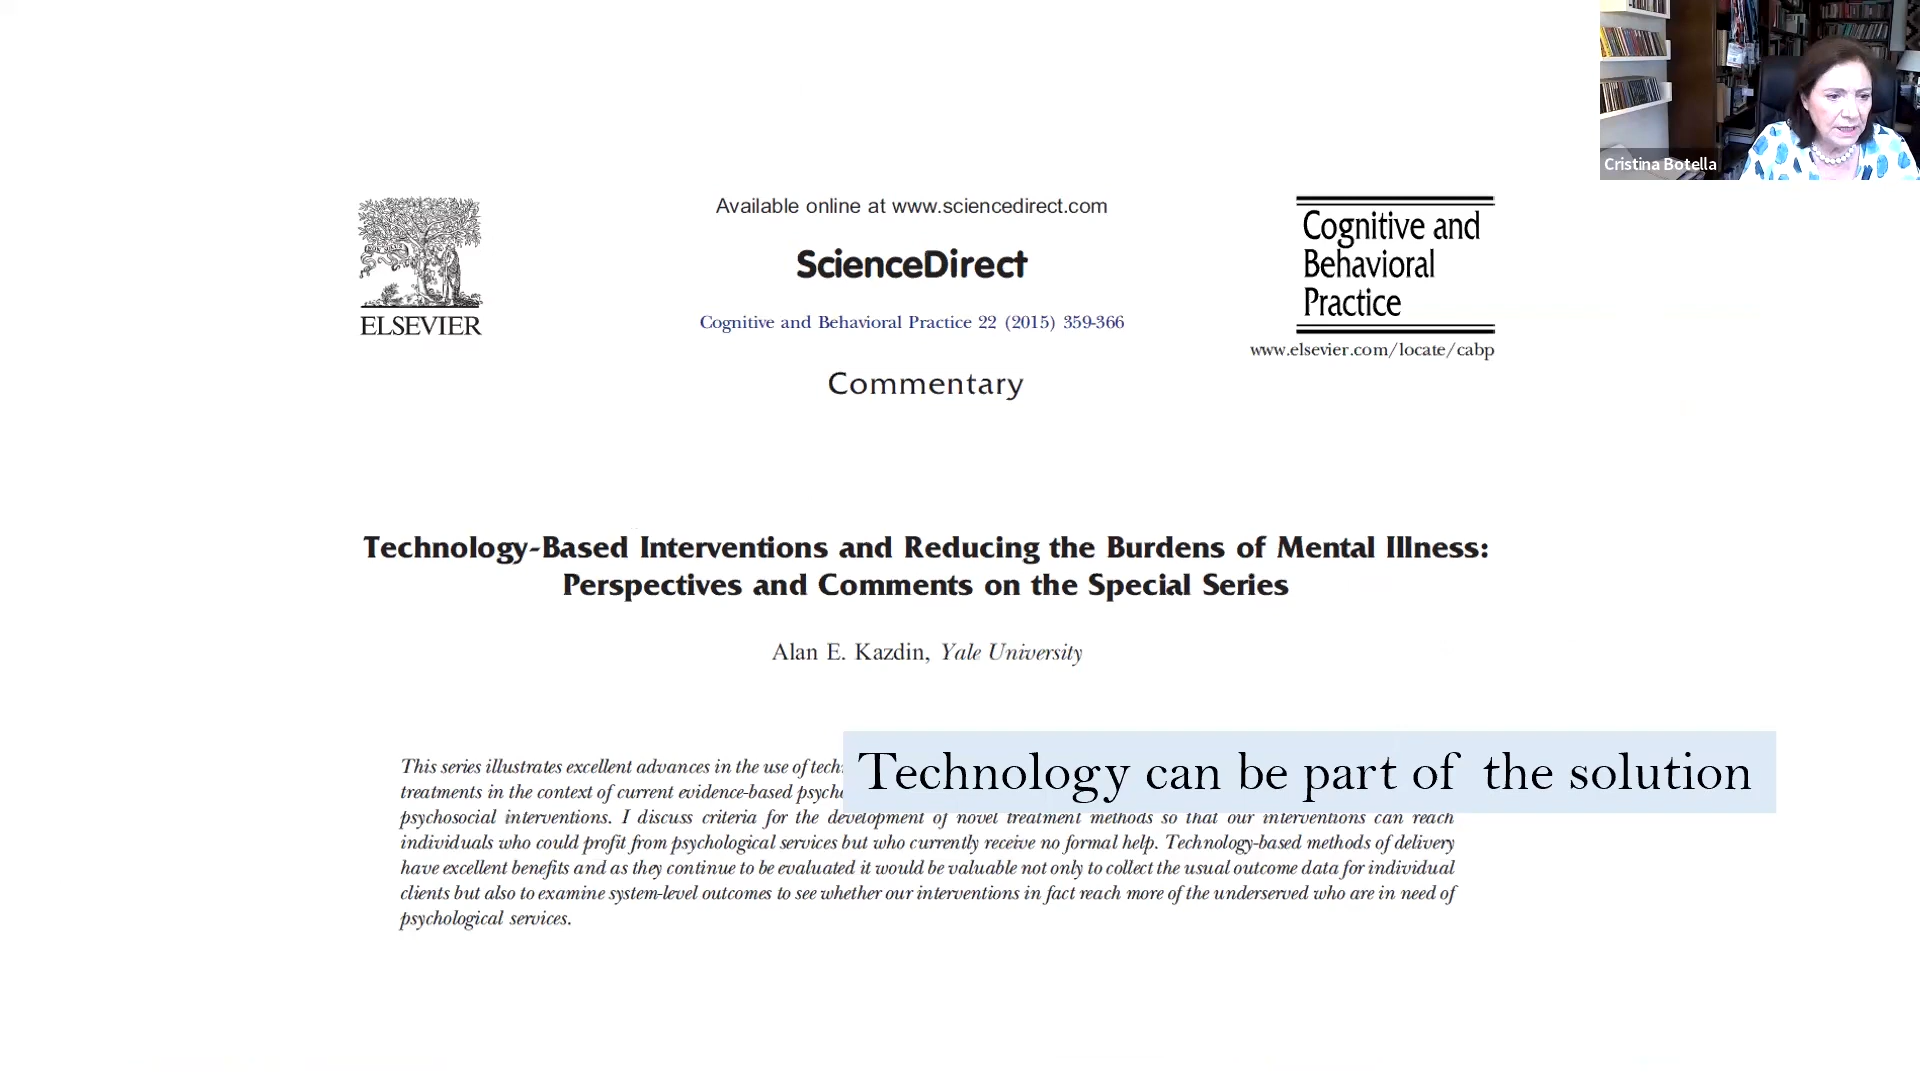 Cristina Botella
ELSEVIER
Available online at www.sciencedirect.com
ScienceDirect
Cognitive and Behavioral Practice 22 (2015) 359-366
Cognitive and
Behavioral
Practice
www.elsevier.com/locate/cabp
Commentary
Technology-Based Interventions and Reducing the Burdens of Mental Illness:
Perspectives and Comments on the Special Series
Alan E. Kazdin, Yale University
Technology can be part of the solution
This series illustrates excellent advances in the use of
treatments in the context of current evidence-based
psychosocial interventions. I discuss criteria for the development of novel treatment methods so that our interventions can reach
individuals who could profit from psychological services but who currently receive no formal help. Technology-based methods of delivery
have excellent benefits and as they continue to be evaluated it would be valuable not only to collect the usual outcome data for individual
clients but also to examine system-level outcomes to see whether our interventions in fact reach more of the underserved who are in need of
psychological services.